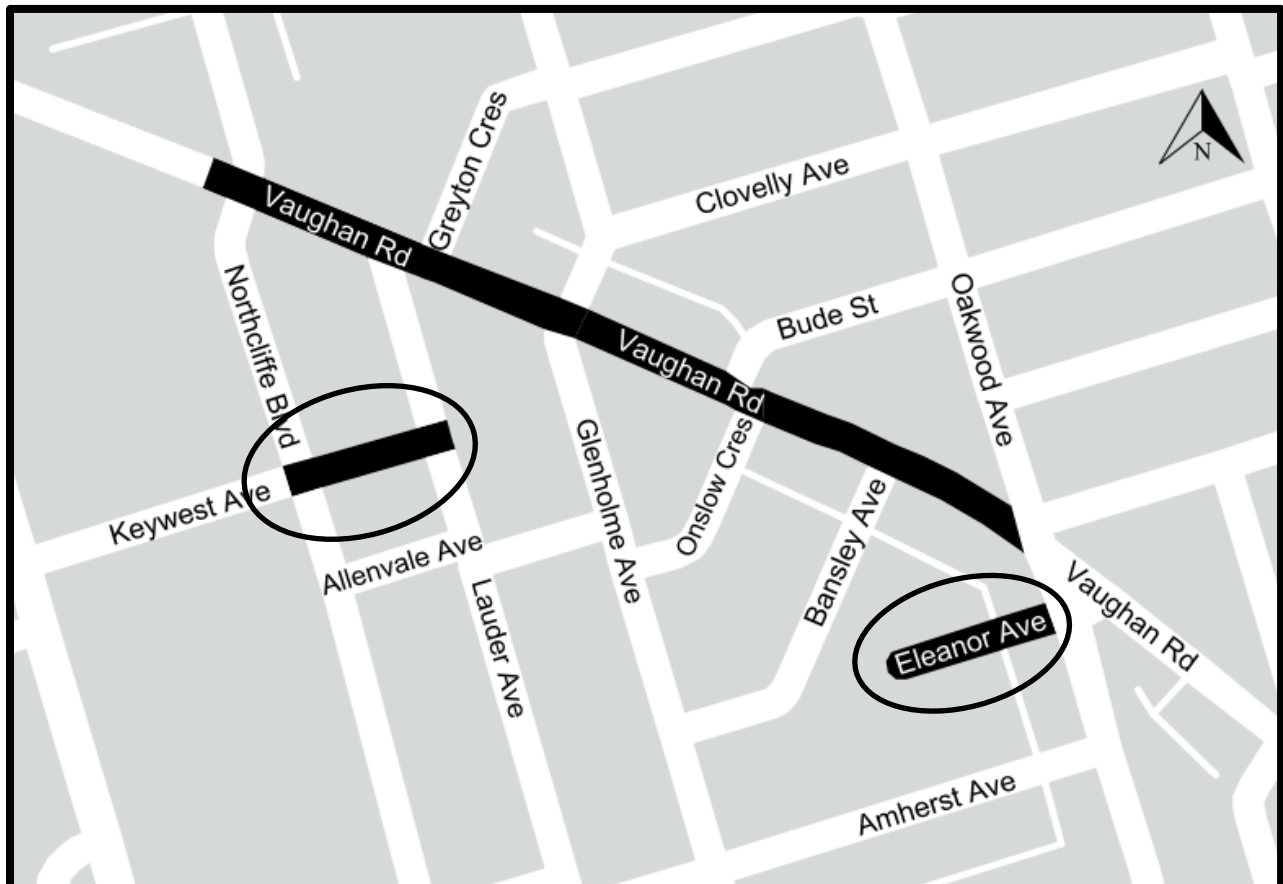 Greyton Cres
N
Clovelly Ave
Vaughan Rd
Northcliffe Blvd
Bude St
Oakwood Ave
Vaughan Rd
Glenholme Ave
Onslow Cres
Keywest Ave
Bansley Ave
Allenvale Ave
Lauder Ave
Vaughan Rd
Eleanor Ave
Amherst Ave